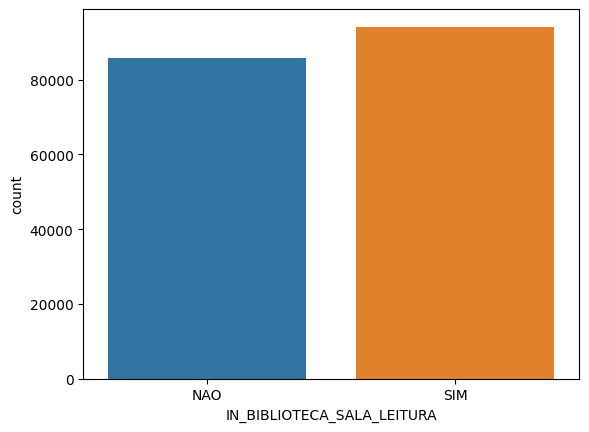 80000
60000
40000
20000
0
count
NAO
SIM
IN_BIBLIOTECA_SALA_LEITURA